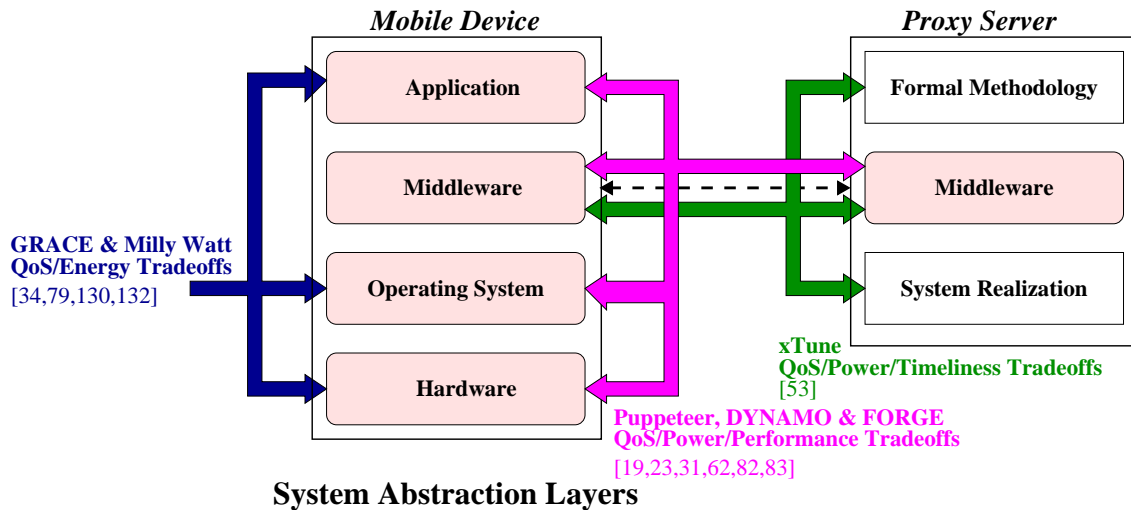 Mobile Device
Proxy Server
Application
Formal Methodology
Middleware
Middleware
GRACE & Milly Watt
QoS/Energy Tradeoffs
[34,79,130,132]
Operating System
System Realization
xTune
QoS/Power/Timeliness Tradeoffs
[53]
Hardware
Puppeteer, DYNAMO & FORGE
QoS/Power/Performance Tradeoffs
[19,23,31,62,82,83]
System Abstraction Layers